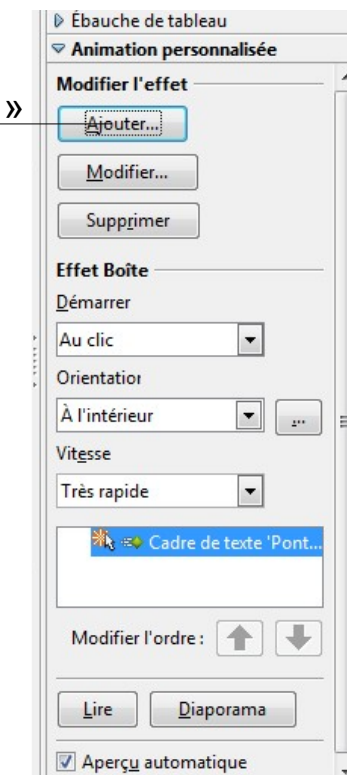 Ébauche de tableau
Animation personnalisée
Modifier l'effet
»
Ajouter...
Modifier...
Supprimer
Effet Boîte
Démarrer
Au clic
Orientatior
À l'intérieur
...
Vitesse
Très rapide
Cadre de texte 'Pont...
Modifier l'ordre :
Lire Diaporama
Aperçu automatique